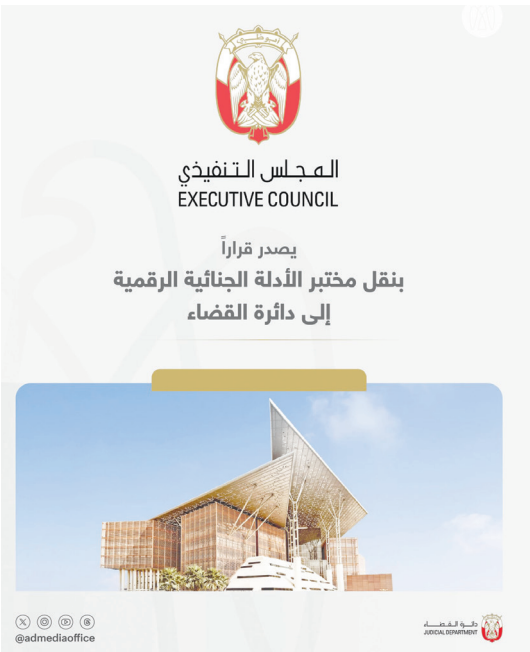 المجلس التنفيذي
EXECUTIVE COUNCIL
يصدر قراراً
بنقل مختبر الأدلة الجنائية الرقمية
إلى دائرة القضاء
@admediaoffice
دائرة القضاء
JUDICIAL DEPARTMENT